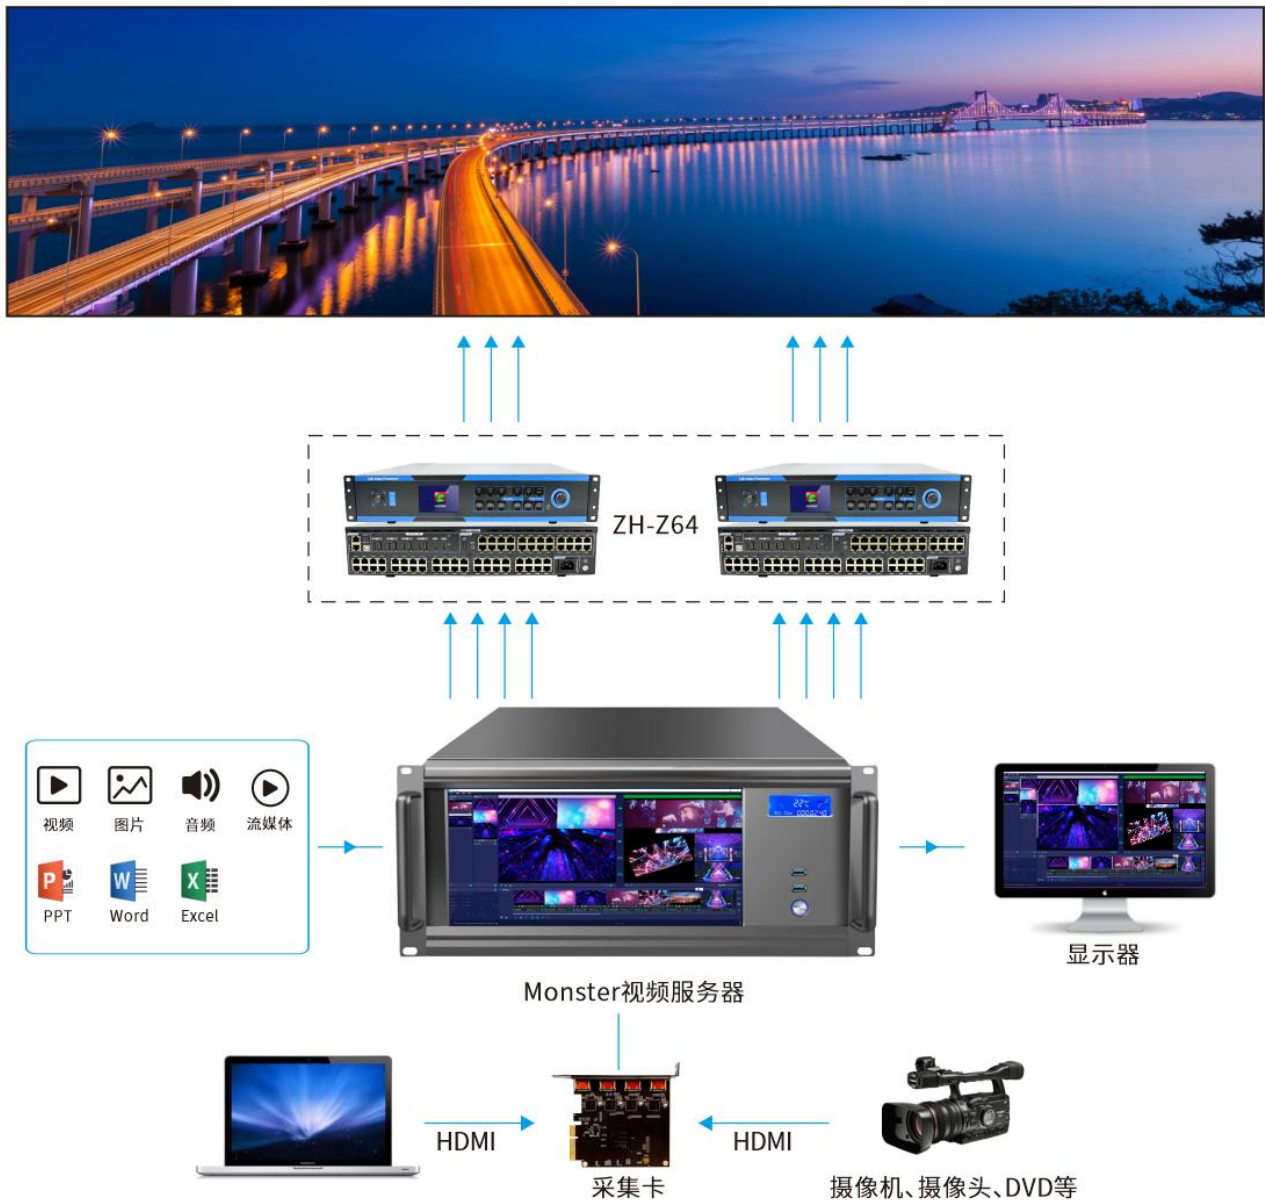 ZH-Z64
视频
图片
音频
流媒体
PPT
Word
Excel
显示器
Monster视频服务器
HDMI
HDMI
采集卡
摄像机、摄像头、DVD等